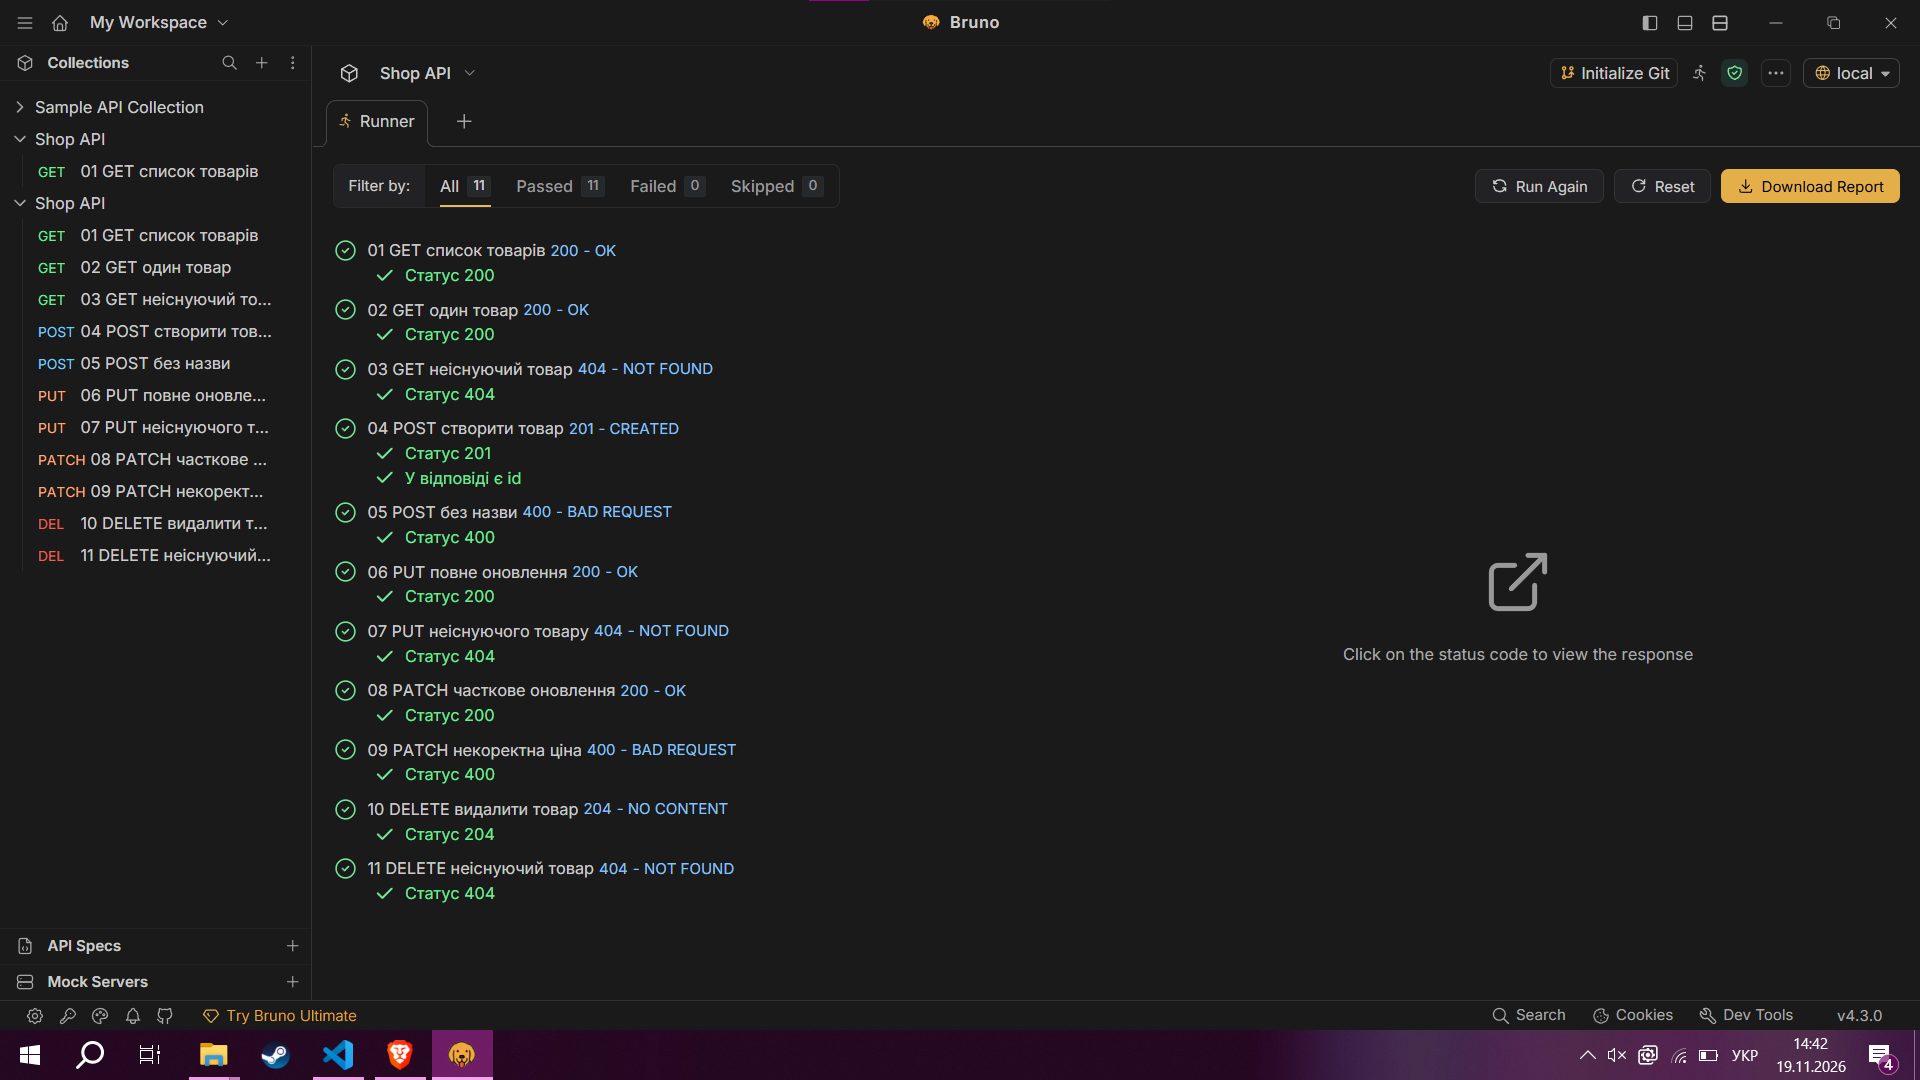 My Workspace
Bruno
Collections
Shop API
Initialize Git
local
Sample API Collection
Shop API
GET 01 GET список товарів
Shop API
GET 01 GET список товарів
GET 02 GET один товар
GET 03 GET неіснуючий то...
POST 04 POST створити тов...
POST 05 POST без назви
PUT 06 PUT повне оновле...
PUT 07 PUT неіснуючого т...
PATCH 08 PATCH часткове ...
PATCH 09 PATCH некорект...
DEL 10 DELETE видалити т...
DEL 11 DELETE неіснуючий...
API Specs
Mock Servers
Runner
Filter by: All 11 Passed 11 Failed 0 Skipped 0
Run Again Reset Download Report
01 GET список товарів 200 - OK
Статус 200
02 GET один товар 200 - OK
Статус 200
03 GET неіснуючий товар 404 - NOT FOUND
Статус 404
04 POST створити товар 201 - CREATED
Статус 201
У відповіді є id
05 POST без назви 400 - BAD REQUEST
Статус 400
06 PUT повне оновлення 200 - OK
Статус 200
07 PUT неіснуючого товару 404 - NOT FOUND
Статус 404
08 PATCH часткове оновлення 200 - OK
Статус 200
09 PATCH некоректна ціна 400 - BAD REQUEST
Статус 400
10 DELETE видалити товар 204 - NO CONTENT
Статус 204
11 DELETE неіснуючий товар 404 - NOT FOUND
Статус 404
Click on the status code to view the response
Try Bruno Ultimate
Search Cookies Dev Tools v4.3.0
УКР
14:42
19.11.2026
4